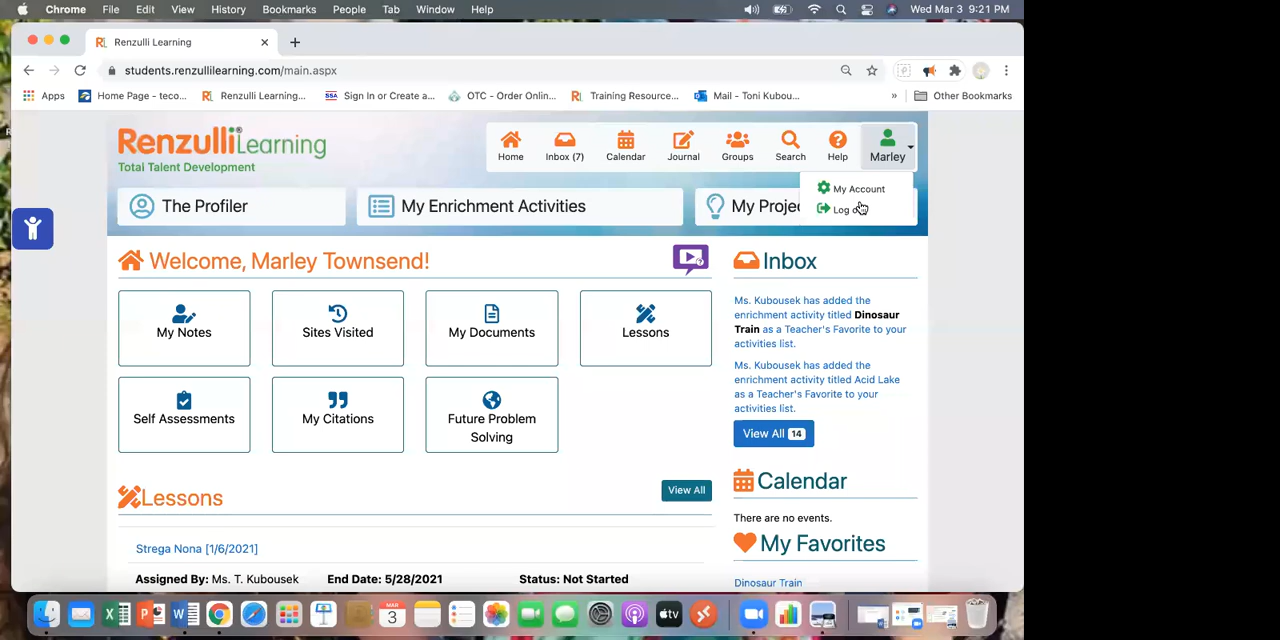 Chrome File Edit View History Bookmarks People Tab Window Help Wed Mar 3 9:21 PM
Renzulli Learning
students.renzullilearning.com/main.aspx
Apps Home Page - teco... Renzulli Learning... Sign In or Create a... OTC - Order Onlin... Training Resource... Mail - Toni Kubou... » Other Bookmarks
Renzulli Learning
Total Talent Development
Home Inbox (7) Calendar Journal Groups Search Help Marley
My Account
Log
The Profiler My Enrichment Activities My
Welcome, Marley Townsend!
My Notes Sites Visited My Documents Lessons
Self Assessments My Citations Future Problem
Solving
Lessons View All
Strega Nona [1/6/2021]
Assigned By: Ms. T. Kubousek End Date: 5/28/2021 Status: Not Started
Inbox
Ms. Kubousek has added the
enrichment activity titled Dinosaur
Train as a Teacher's Favorite to your
activities list.
Ms. Kubousek has added the
enrichment activity titled Acid Lake
as a Teacher's Favorite to your
activities list.
View All 14
Calendar
There are no events.
My Favorites
Dinosaur Train
MAR
3
tv